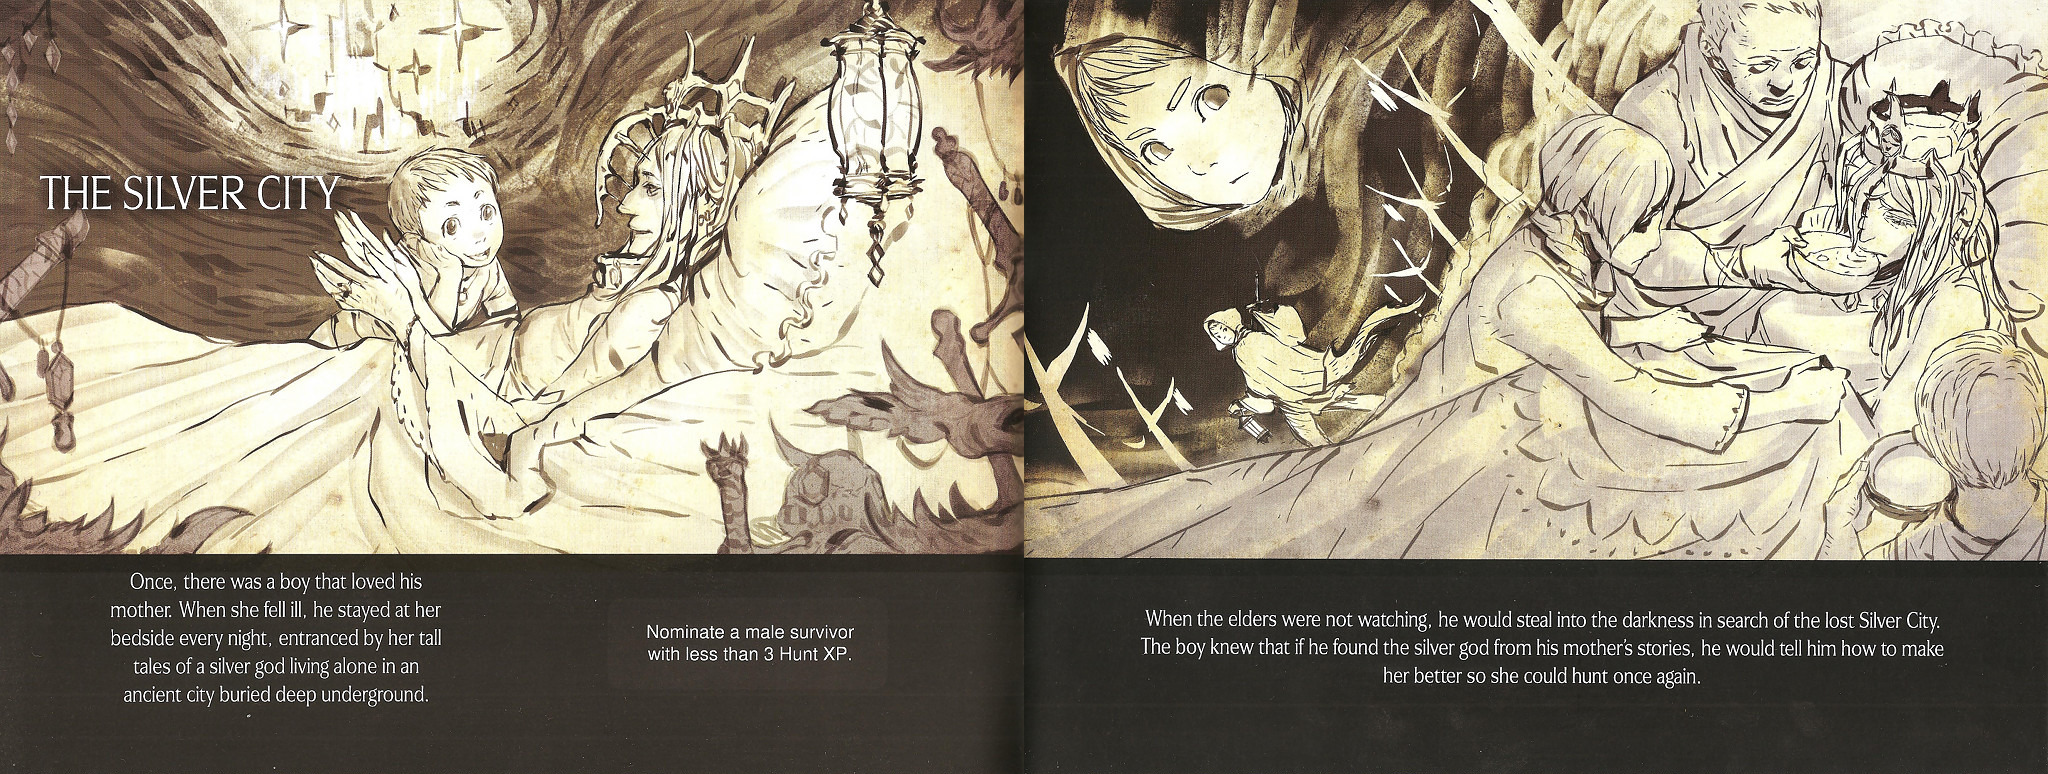 THE SILVER CITY
Once, there was a boy that loved his
mother. When she fell ill, he stayed at her
bedside every night, entranced by her tall
tales of a silver god living alone in an
ancient city buried deep underground.
Nominate a male survivor
with less than 3 Hunt XP.
When the elders were not watching, he would steal into the darkness in search of the lost Silver City.
The boy knew that if he found the silver god from his mother's stories, he would tell him how to make
her better so she could hunt once again.